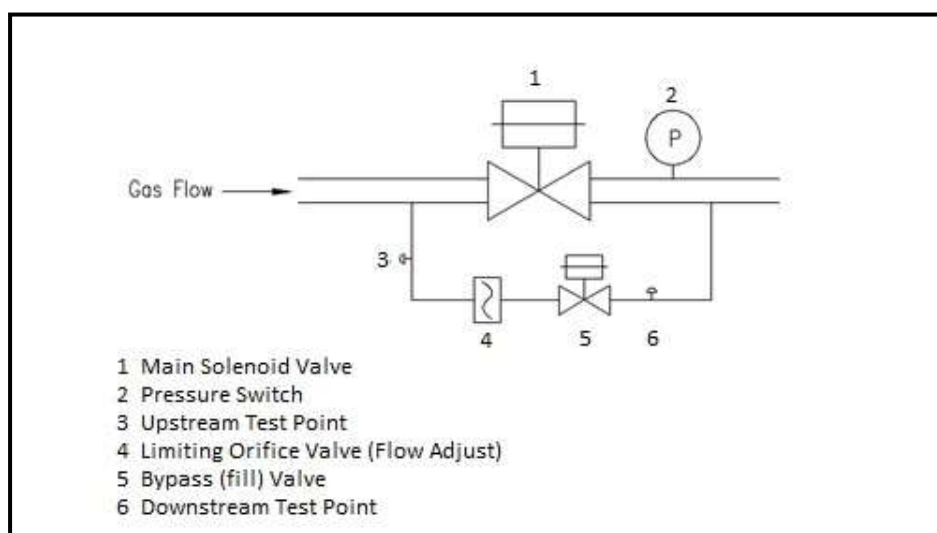 1
2
P
Gas Flow
3
4
5
6
1 Main Solenoid Valve
2 Pressure Switch
3 Upstream Test Point
4 Limiting Orifice Valve (Flow Adjust)
5 Bypass (fill) Valve
6 Downstream Test Point